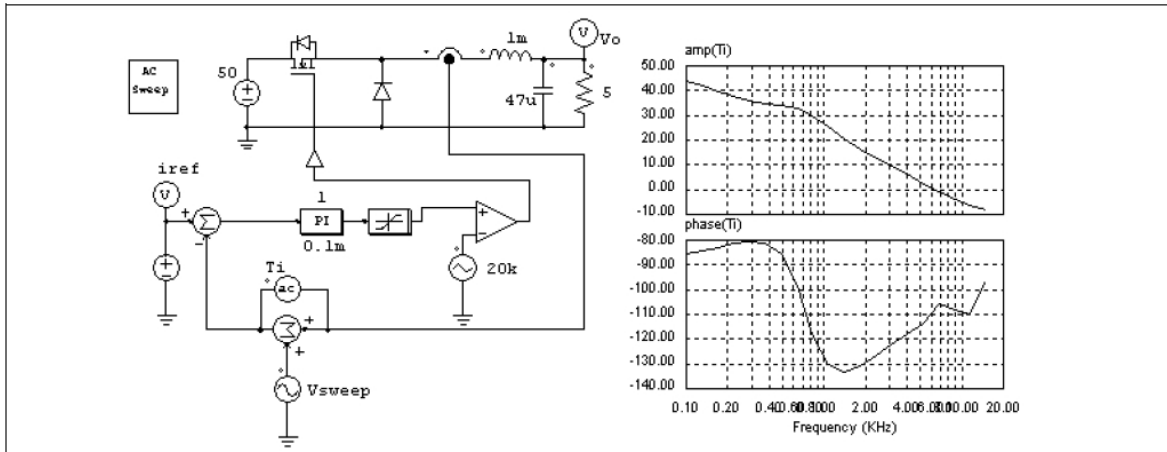 AC
Sweep
50
1m
V
Vo
47u
5
iref
V
1
PI
0.1m
20k
Ti
ac
Vsweep
amp(Ti)
50.00
40.00
30.00
20.00
10.00
0.00
-10.00
phase(Ti)
-80.00
-90.00
-100.00
-110.00
-120.00
-130.00
-140.00
0.10 0.20 2.00 20.00
Frequency (KHz)